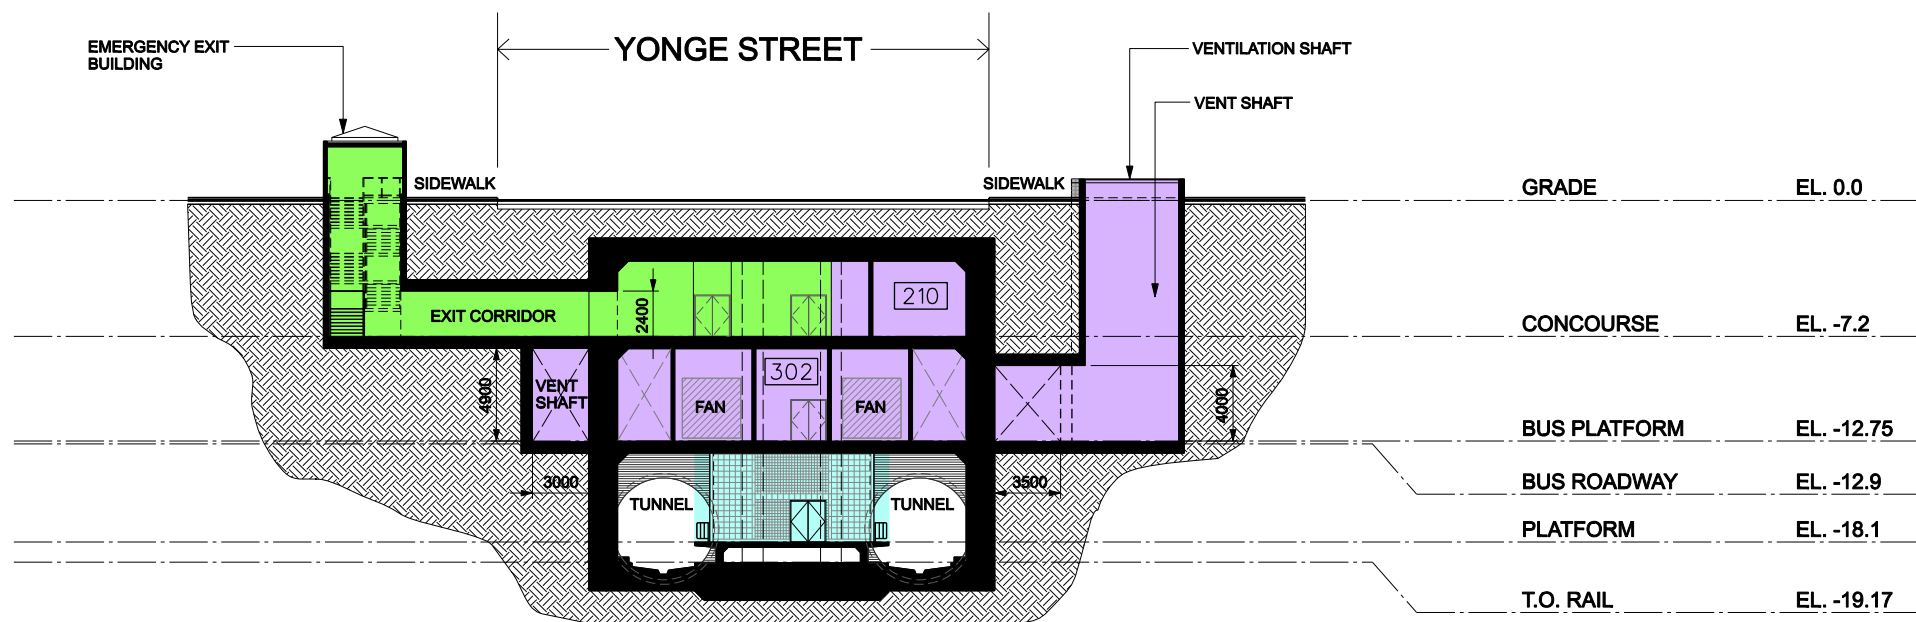 EMERGENCY EXIT
BUILDING
YONGE STREET
VENTILATION SHAFT
VENT SHAFT
SIDEWALK
SIDEWALK
GRADE EL. 0.0
EXIT CORRIDOR
2400
210
CONCOURSE EL. -7.2
4900
VENT
SHAFT
FAN
302
FAN
4000
BUS PLATFORM EL. -12.75
3000
3500
BUS ROADWAY EL. -12.9
TUNNEL
TUNNEL
PLATFORM EL. -18.1
T.O. RAIL EL. -19.17